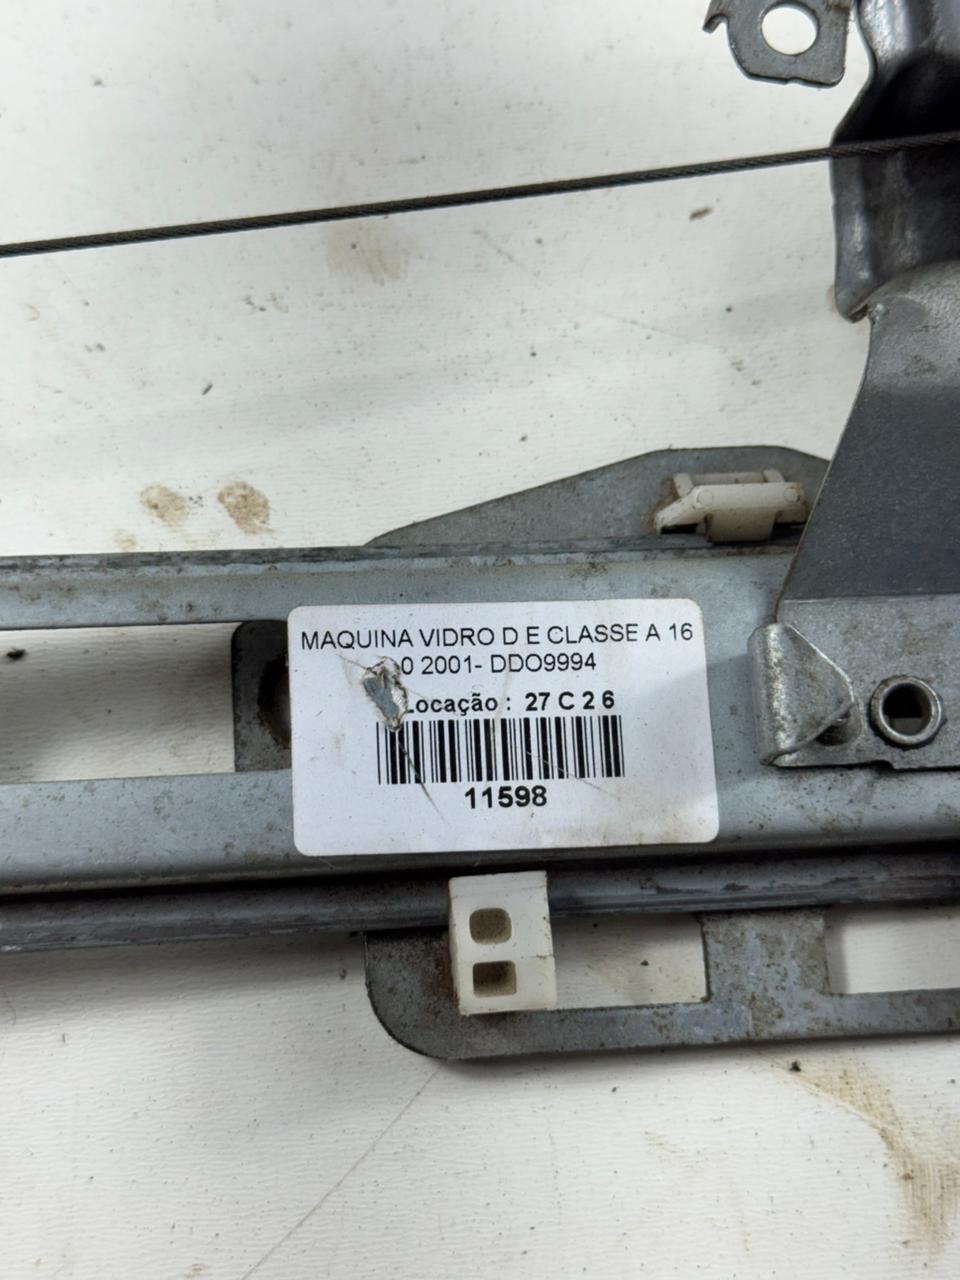 MAQUINA VIDRO D E CLASSE A 16
0 2001- DDO9994
Locação : 27 C 2 6
11598